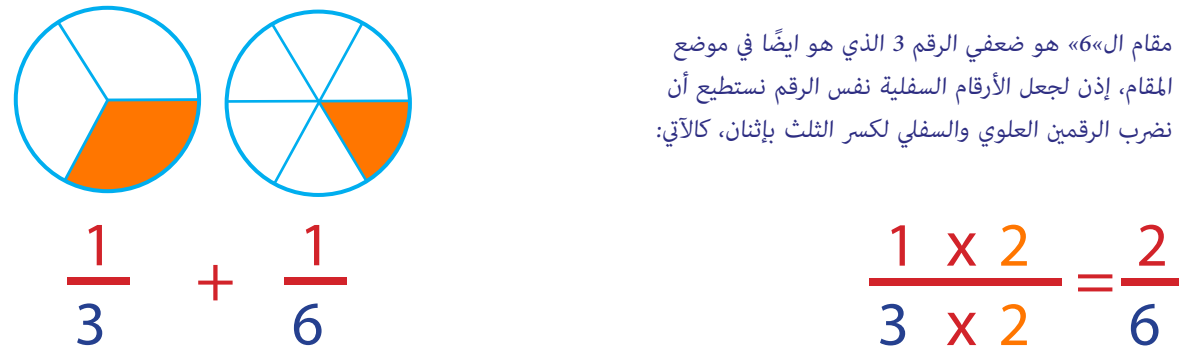 مقام ال»6« هو ضعفي الرقم 3 الذي هو ايضًا في موضع
المقام، إذن لجعل الأرقام السفلية نفس الرقم نستطيع أن
نضرب الرقمين العلوي والسفلي لكسر الثلث بإثنان، كالآتي:
1 + 1
3 6
1 x 2 = 2
3 x 2 6